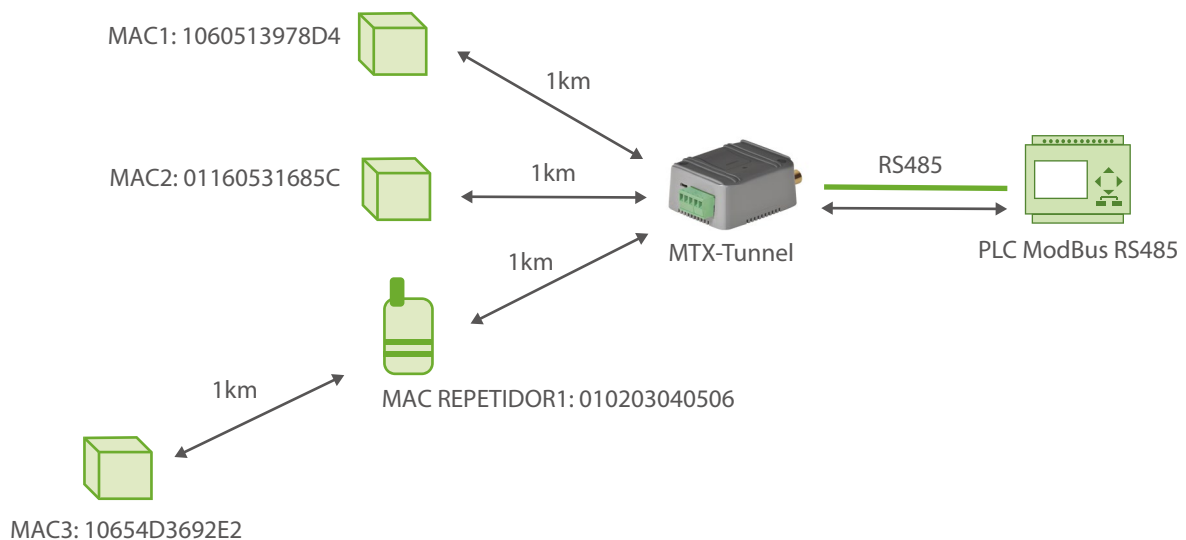 MAC1: 1060513978D4
1km
MAC2: 01160531685C
1km
RS485
MTX-Tunnel
PLC ModBus RS485
1km
MAC REPETIDOR1: 010203040506
1km
MAC3: 10654D3692E2